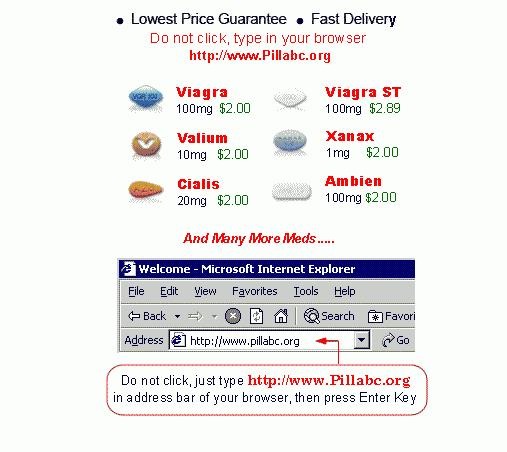 ● Lowest Price Guarantee ● Fast Delivery
Do not click, type in your browser
http://www.Pillabc.org
Viagra
100mg $2.00
Viagra ST
100mg $2.89
Valium
10mg $2.00
Xanax
1mg $2.00
Cialis
20mg $2.00
Ambien
100mg $2.00
And Many More Meds.....
Welcome - Microsoft Internet Explorer
File Edit View Favorites Tools Help
Back Search Favori
Address http://www.pillabc.org Go
Do not click, just type http://www.Pillabc.org
in address bar of your browser, then press Enter Key